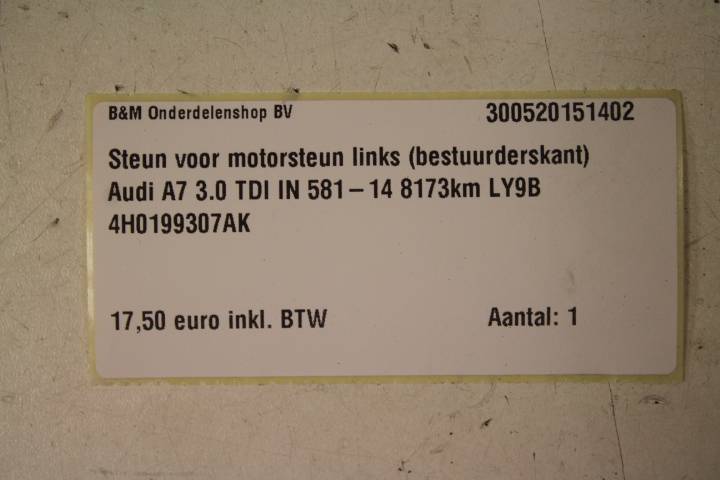 B&M Onderdelenshop BV 300520151402
Steun voor motorsteun links (bestuurderskant)
Audi A7 3.0 TDI IN 581-14 8173km LY9B
4H0199307AK
17,50 euro inkl. BTW Aantal: 1